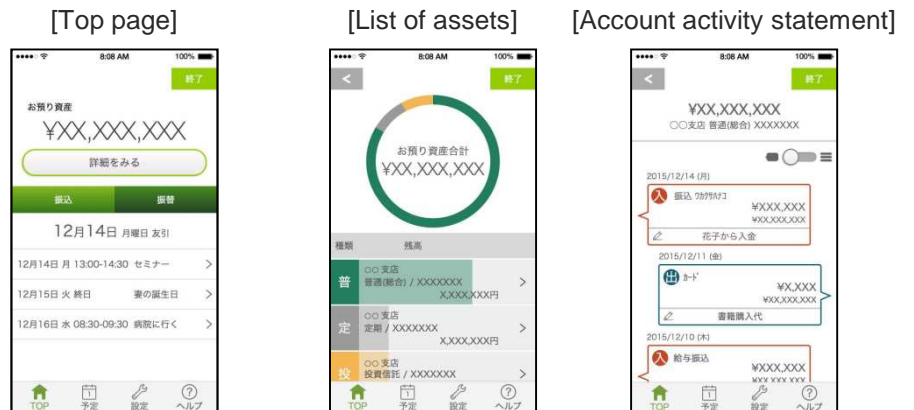 [Top page]
8:08 AM 100%
終了
お預り資産
¥XX,XXX,XXX
詳細をみる
振込 振替
12月14日 月曜日 友引
12月14日 月 13:00-14:30 セミナー
12月15日 火 終日 妻の誕生日
12月16日 水 08:30-09:30 病院に行く
TOP 予定 設定 ヘルプ
[List of assets]
8:08 AM 100%
< 終了
お預り資産合計
¥XX,XXX,XXX
種類 残高
普 ○○ 支店
普通(総合) / XXXXXXX
X,XXX,XXX円
定 ○○ 支店
定期 / XXXXXXX
X,XXX,XXX円
投 ○○ 支店
投資信託 / XXXXXXX
TOP 予定 設定 ヘルプ
[Account activity statement]
8:08 AM 100%
< 終了
¥XX,XXX,XXX
○○支店 普通(総合) XXXXXXX
2015/12/14 (月)
入 振込 ワカクサハナコ
¥XXX,XXX
¥XX,XXX,XXX
花子から入金
2015/12/11 (金)
出 カード
¥X,XXX
¥XX,XXX,XXX
書籍購入代
2015/12/10 (木)
入 給与振込
¥XXX,XXX
¥XX,XXX,XXX
TOP 予定 設定 ヘルプ